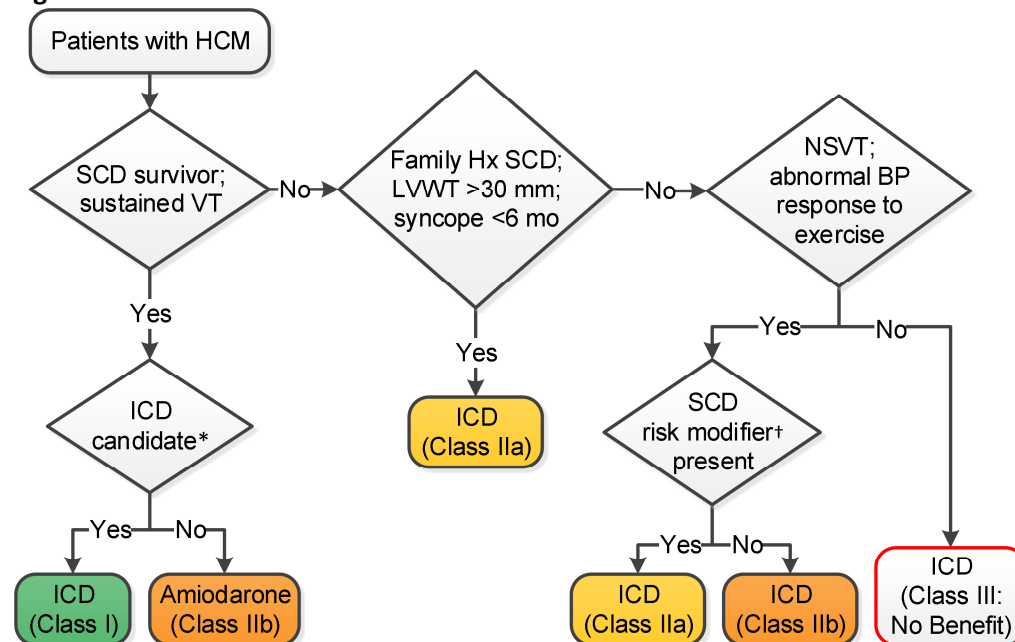 Patients with HCM
SCD survivor;
sustained VT
No
Family Hx SCD;
LVWT >30 mm;
syncope <6 mo
No
NSVT;
abnormal BP
response to
exercise
Yes
Yes
Yes
No
ICD
candidate*
ICD
(Class IIa)
SCD
risk modifier†
present
Yes
No
Yes
No
ICD
(Class I)
Amiodarone
(Class IIb)
ICD
(Class IIa)
ICD
(Class IIb)
ICD
(Class III:
No Benefit)